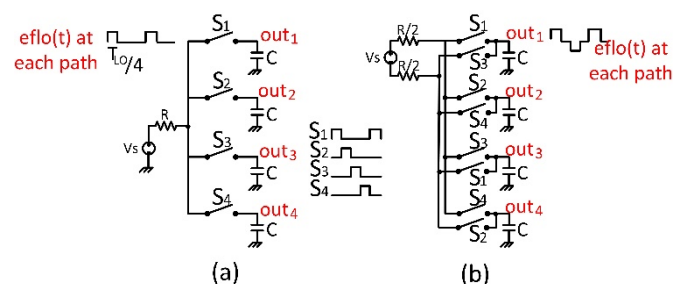 eflo(t) at
each path
TLO/4
S1
out1
C
S2
out2
C
R
Vs
S3
out3
C
S4
out4
C
S1
S2
S3
S4
(a)
R/2
Vs
R/2
S1
S3
out1
C
eflo(t) at
each path
S2
S4
out2
C
S3
S1
out3
C
S4
S2
out4
C
(b)